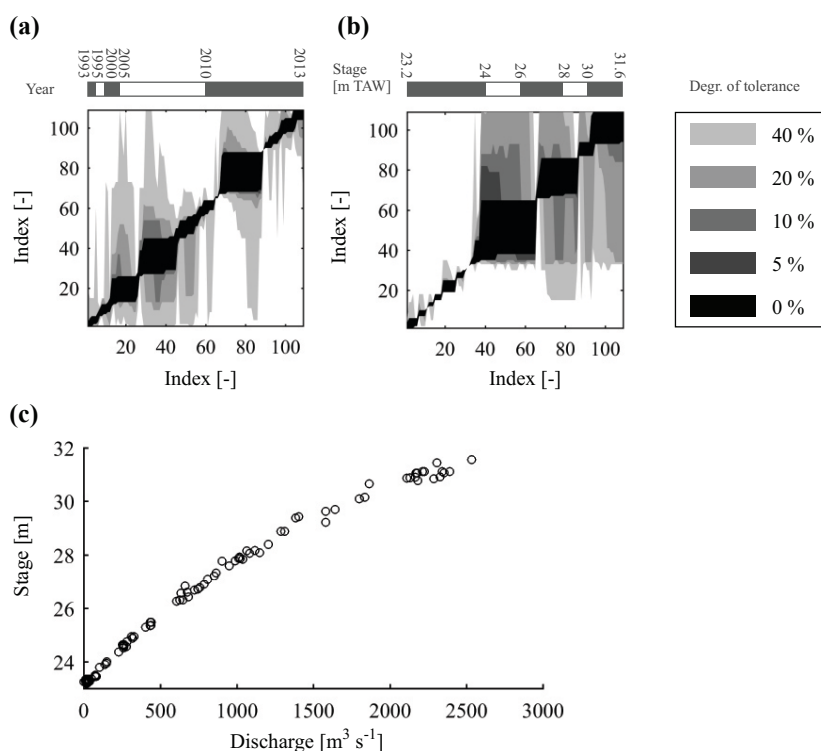 (a)
(b)
1993
1995
2000
2005
2010
2013
Year
23.2
24
26
28
30
31.6
Stage
[m TAW]
Degr. of tolerance
40 %
20 %
10 %
5 %
0 %
100
80
60
40
20
Index [-]
20 40 60 80 100
Index [-]
100
80
60
40
20
Index [-]
20 40 60 80 100
Index [-]
(c)
32
30
28
26
24
Stage [m]
0 500 1000 1500 2000 2500 3000
Discharge [m³ s⁻¹]